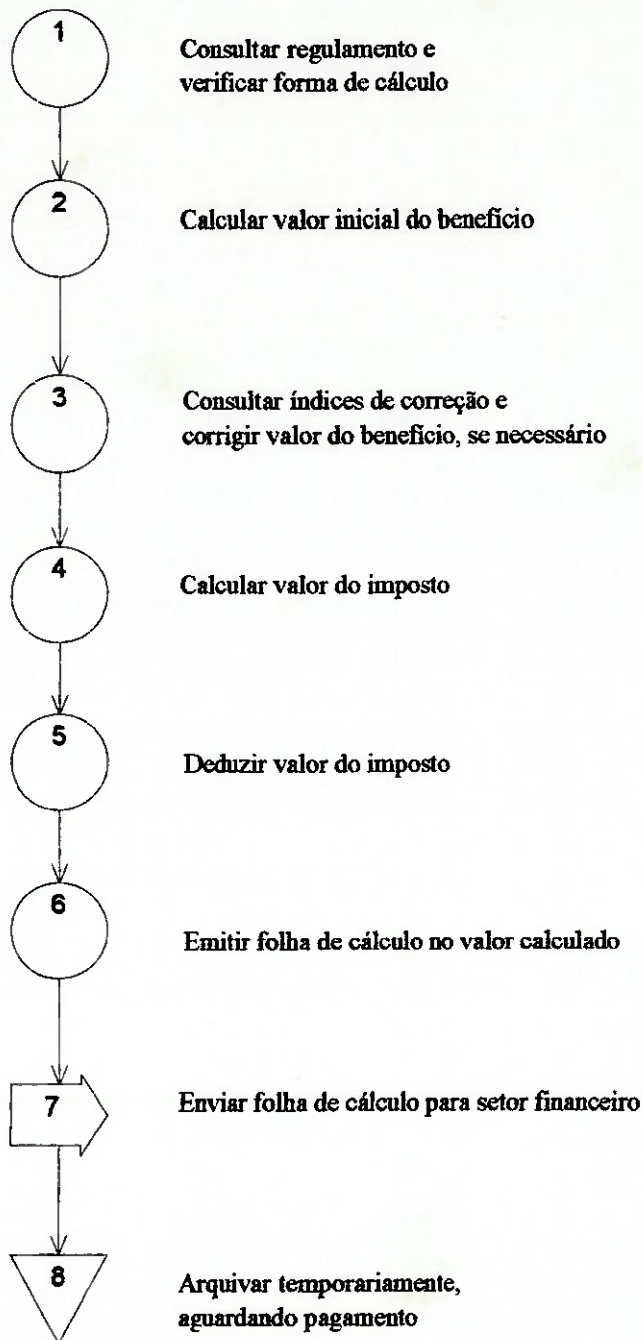 1
Consultar regulamento e
verificar forma de cálculo
2
Calcular valor inicial do benefício
3
Consultar índices de correção e
corrigir valor do benefício, se necessário
4
Calcular valor do imposto
5
Deduzir valor do imposto
6
Emitir folha de cálculo no valor calculado
7
Enviar folha de cálculo para setor financeiro
8
Arquivar temporariamente,
aguardando pagamento